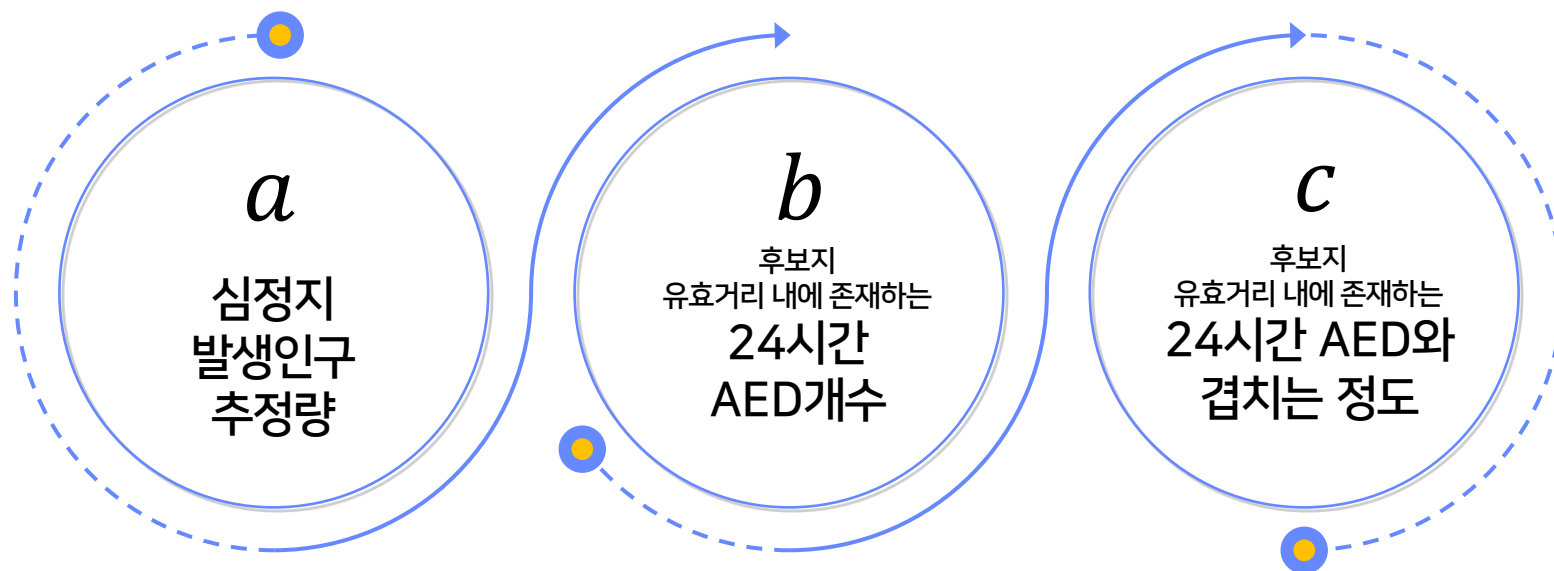 a
심정지
발생인구
추정량
b
후보지
유효거리 내에 존재하는
24시간
AED개수
c
후보지
유효거리 내에 존재하는
24시간 AED와
겹치는 정도